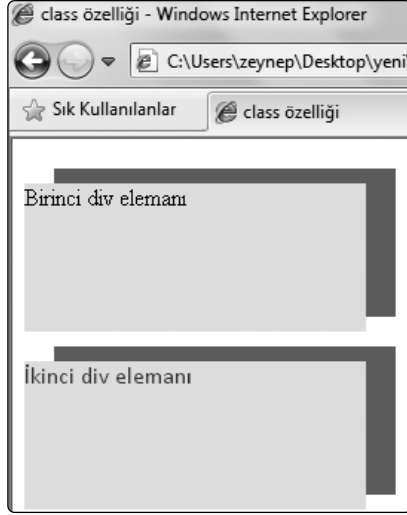 class özelliği - Windows Internet Explorer
C:\Users\zeynep\Desktop\yeni\
Sık Kullanılanlar
class özelliği
Birinci div elemanı
İkinci div elemanı